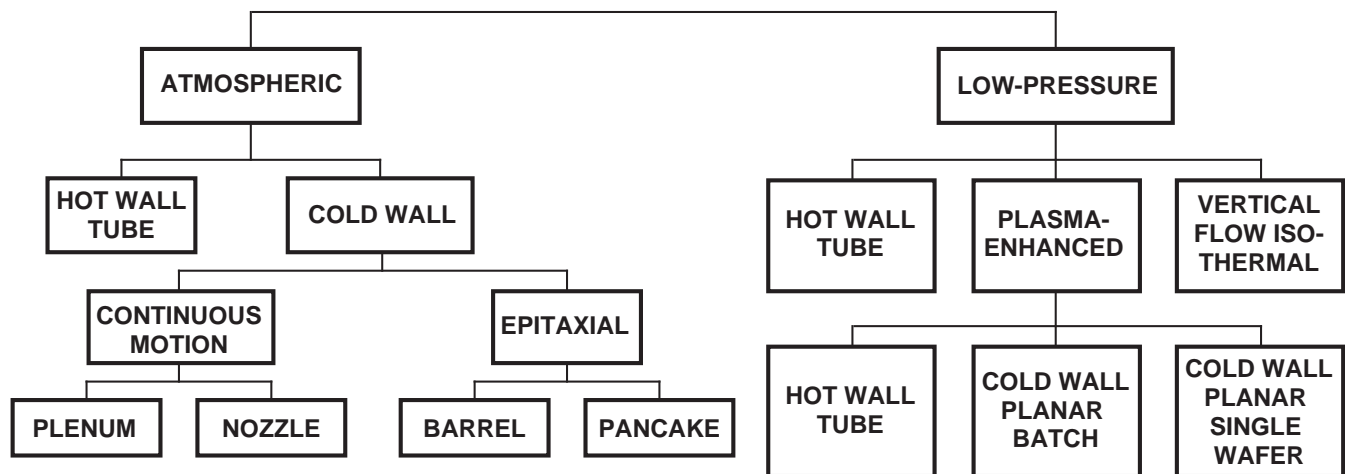 ATMOSPHERIC
LOW-PRESSURE
HOT WALL
TUBE
COLD WALL
HOT WALL
TUBE
PLASMA-
ENHANCED
VERTICAL
FLOW ISO-
THERMAL
CONTINUOUS
MOTION
EPITAXIAL
PLENUM
NOZZLE
BARREL
PANCAKE
HOT WALL
TUBE
COLD WALL
PLANAR
BATCH
COLD WALL
PLANAR
SINGLE
WAFER